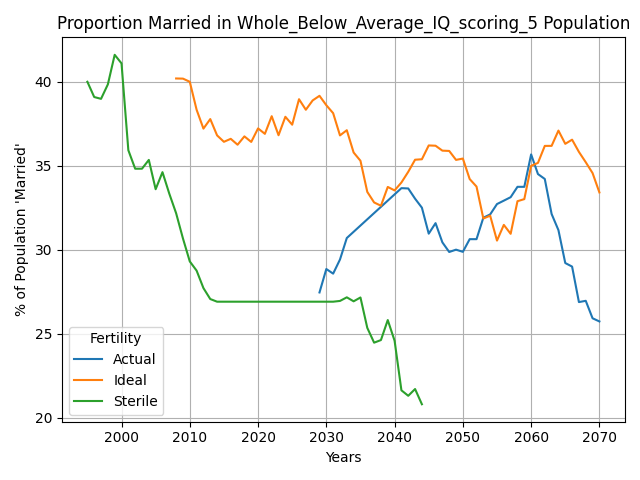 Proportion Married in Whole_Below_Average_IQ_scoring_5 Population
% of Population 'Married'
40
35
30
25
20
Fertility
Actual
Ideal
Sterile
2000 2010 2020 2030 2040 2050 2060 2070
Years